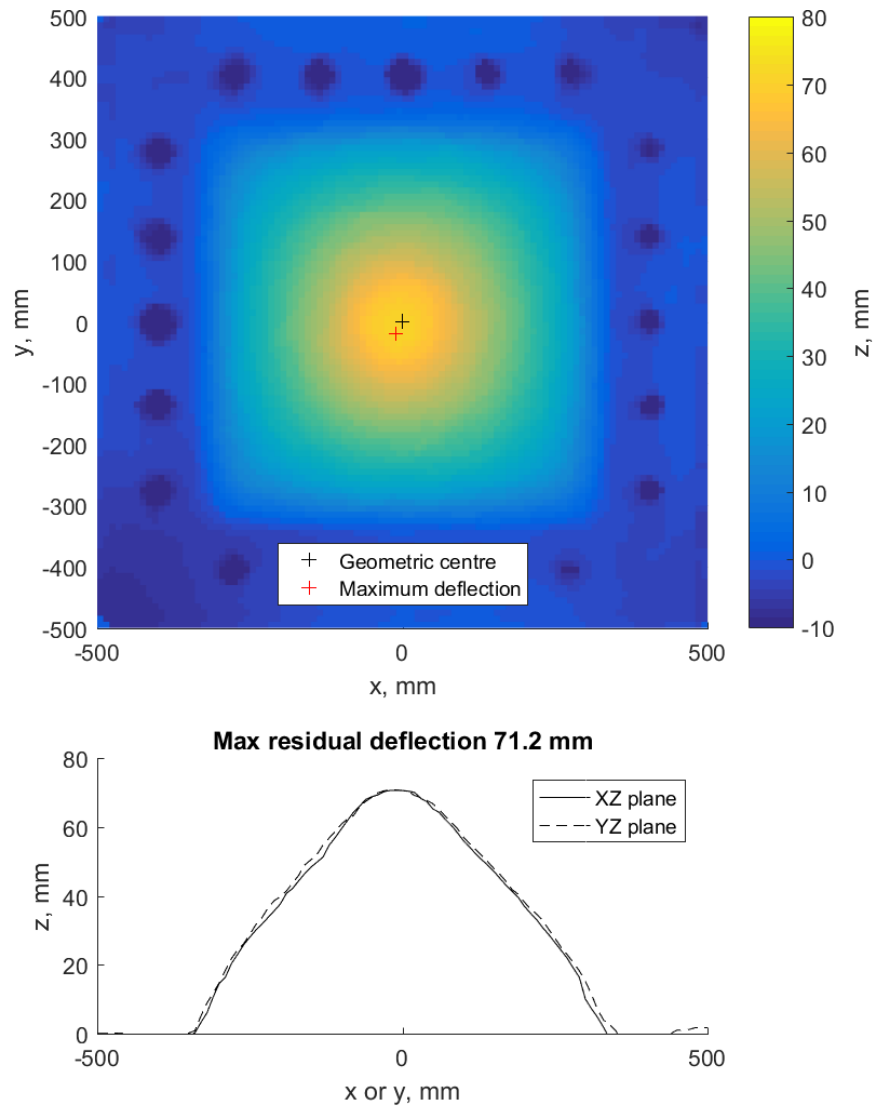 500
400
300
200
100
0
-100
-200
-300
-400
-500
y, mm
-500 0 500
x, mm
Geometric centre
Maximum deflection
80
70
60
50
40
30
20
10
0
-10
z, mm
Max residual deflection 71.2 mm
80
60
40
20
0
z, mm
XZ plane
YZ plane
-500 0 500
x or y, mm